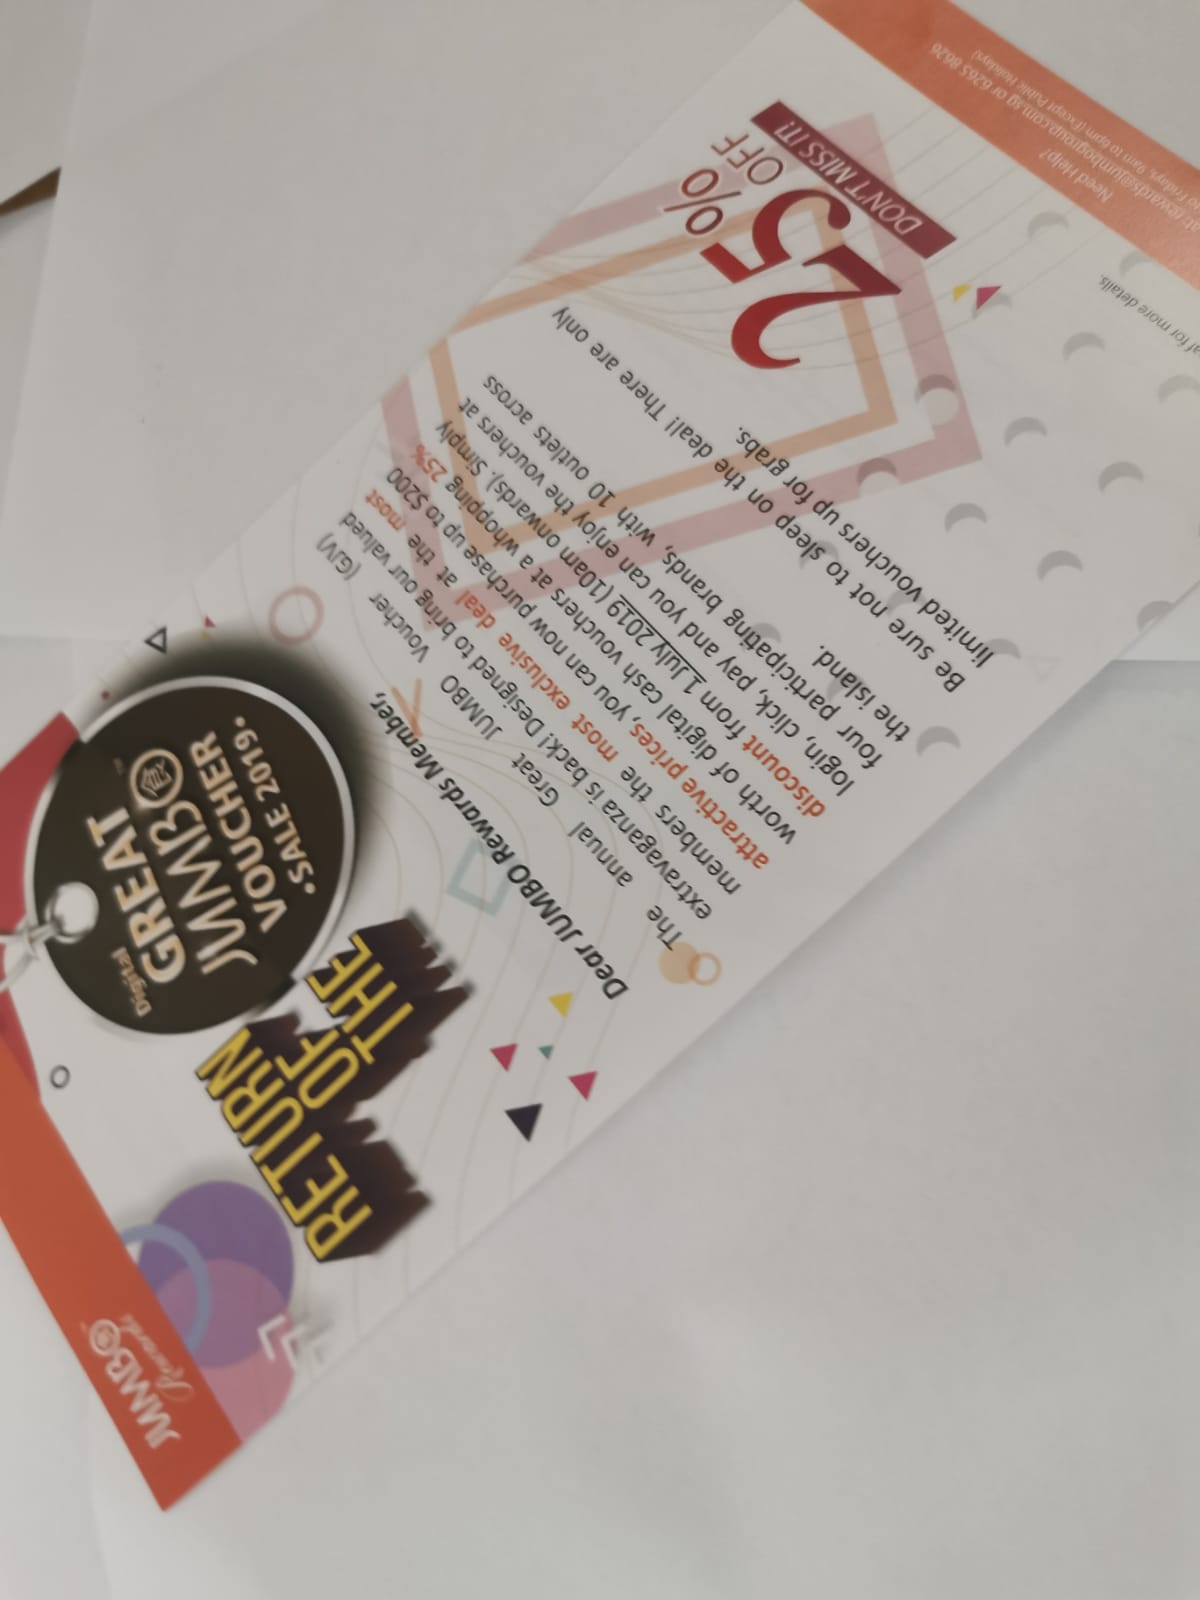 JUMBO
Rewards
RETURN
OF
THE
Digital
GREAT
JUMBO
VOUCHER
.SALE 2019.
Dear JUMBO Rewards Member,
The annual Great JUMBO Voucher (GJV)
extravaganza is back! Designed to bring our valued
members the most exclusive deal at the most
attractive prices, you can now purchase up to $200
worth of digital cash vouchers at a whopping 25%
discount from 1 July 2019 (10am onwards). Simply
login, click, pay and you can enjoy the vouchers at
four participating brands, with 10 outlets across
the island.
Be sure not to sleep on the deal! There are only
limited vouchers up for grabs.
25%
OFF
DON'T MISS IT!
for more details.
Need Help?
at rewards@jumbogroup.com.sg or 6265 8626
Fridays, 9am to 6pm (Except Public Holidays)